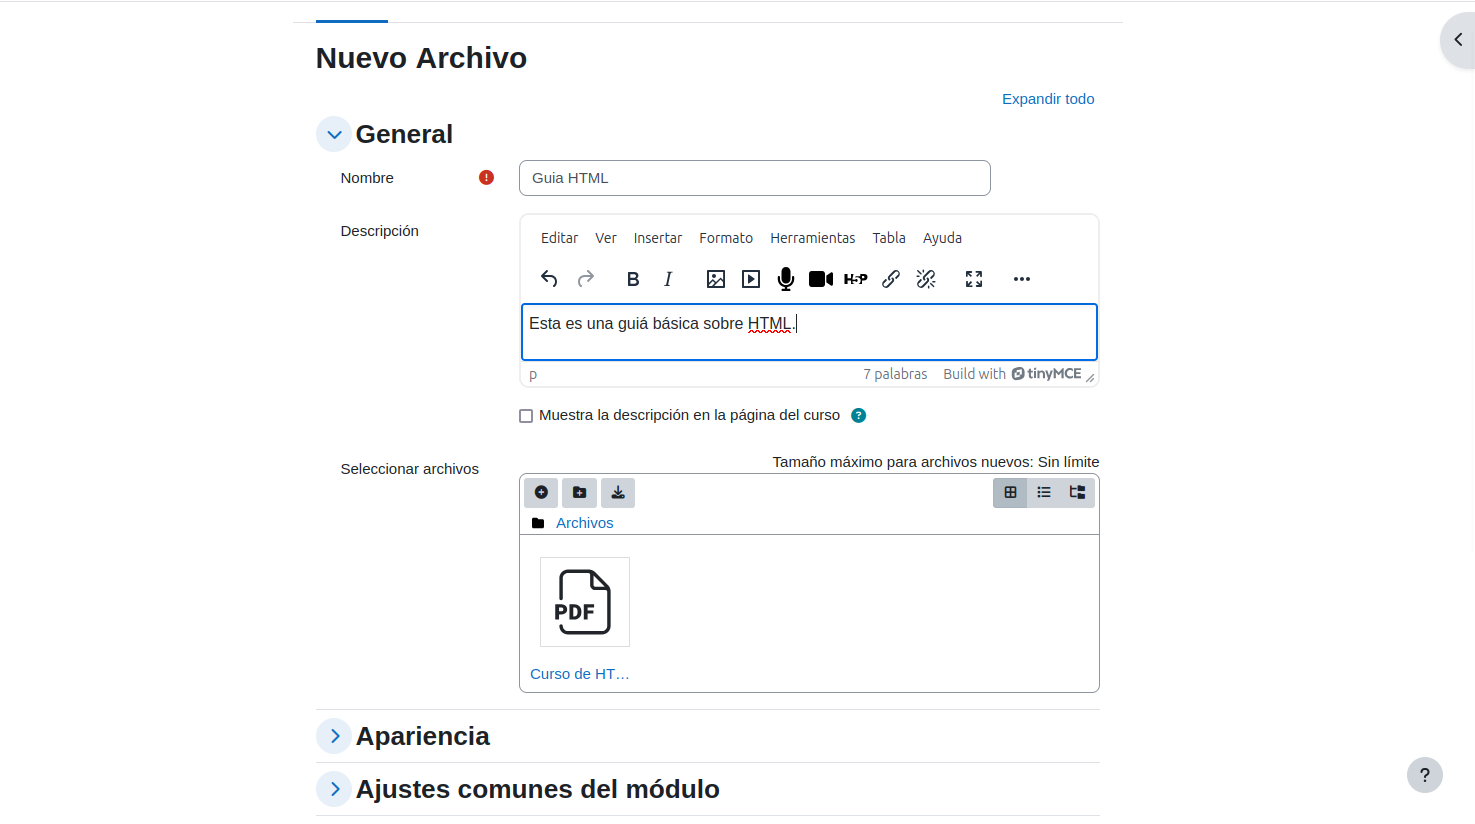 Nuevo Archivo
Expandir todo
General
Nombre
Guia HTML
Descripción
Editar Ver Insertar Formato Herramientas Tabla Ayuda
B I H-P
Esta es una guiá básica sobre HTML.
p 7 palabras Build with tinyMCE
Muestra la descripción en la página del curso ?
Tamaño máximo para archivos nuevos: Sin límite
Seleccionar archivos
Archivos
PDF
Curso de HT...
Apariencia
?
Ajustes comunes del módulo